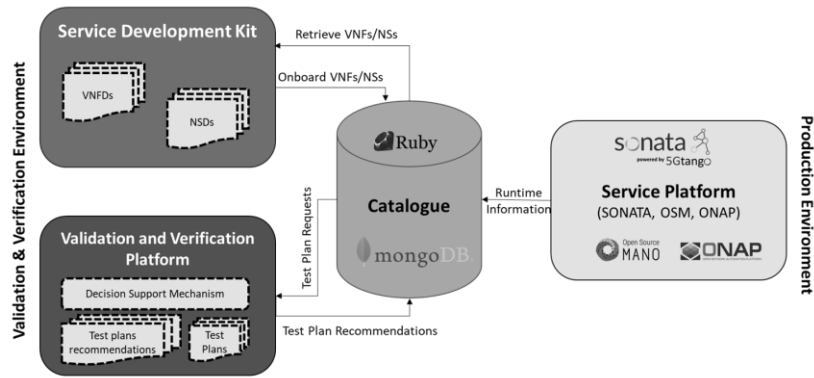 Validation & Verification Environment
Service Development Kit
VNFDs
NSDs
Retrieve VNFs/NSs
Onboard VNFs/NSs
Ruby
Catalogue
mongoDB
Test Plan Requests
Validation and Verification
Platform
Decision Support Mechanism
Test plans
recommendations
Test
Plans
Test Plan Recommendations
Runtime
Information
sonata
powered by 5Gtango
Service Platform
(SONATA, OSM, ONAP)
Open Source
MANO
ONAP
Production Environment